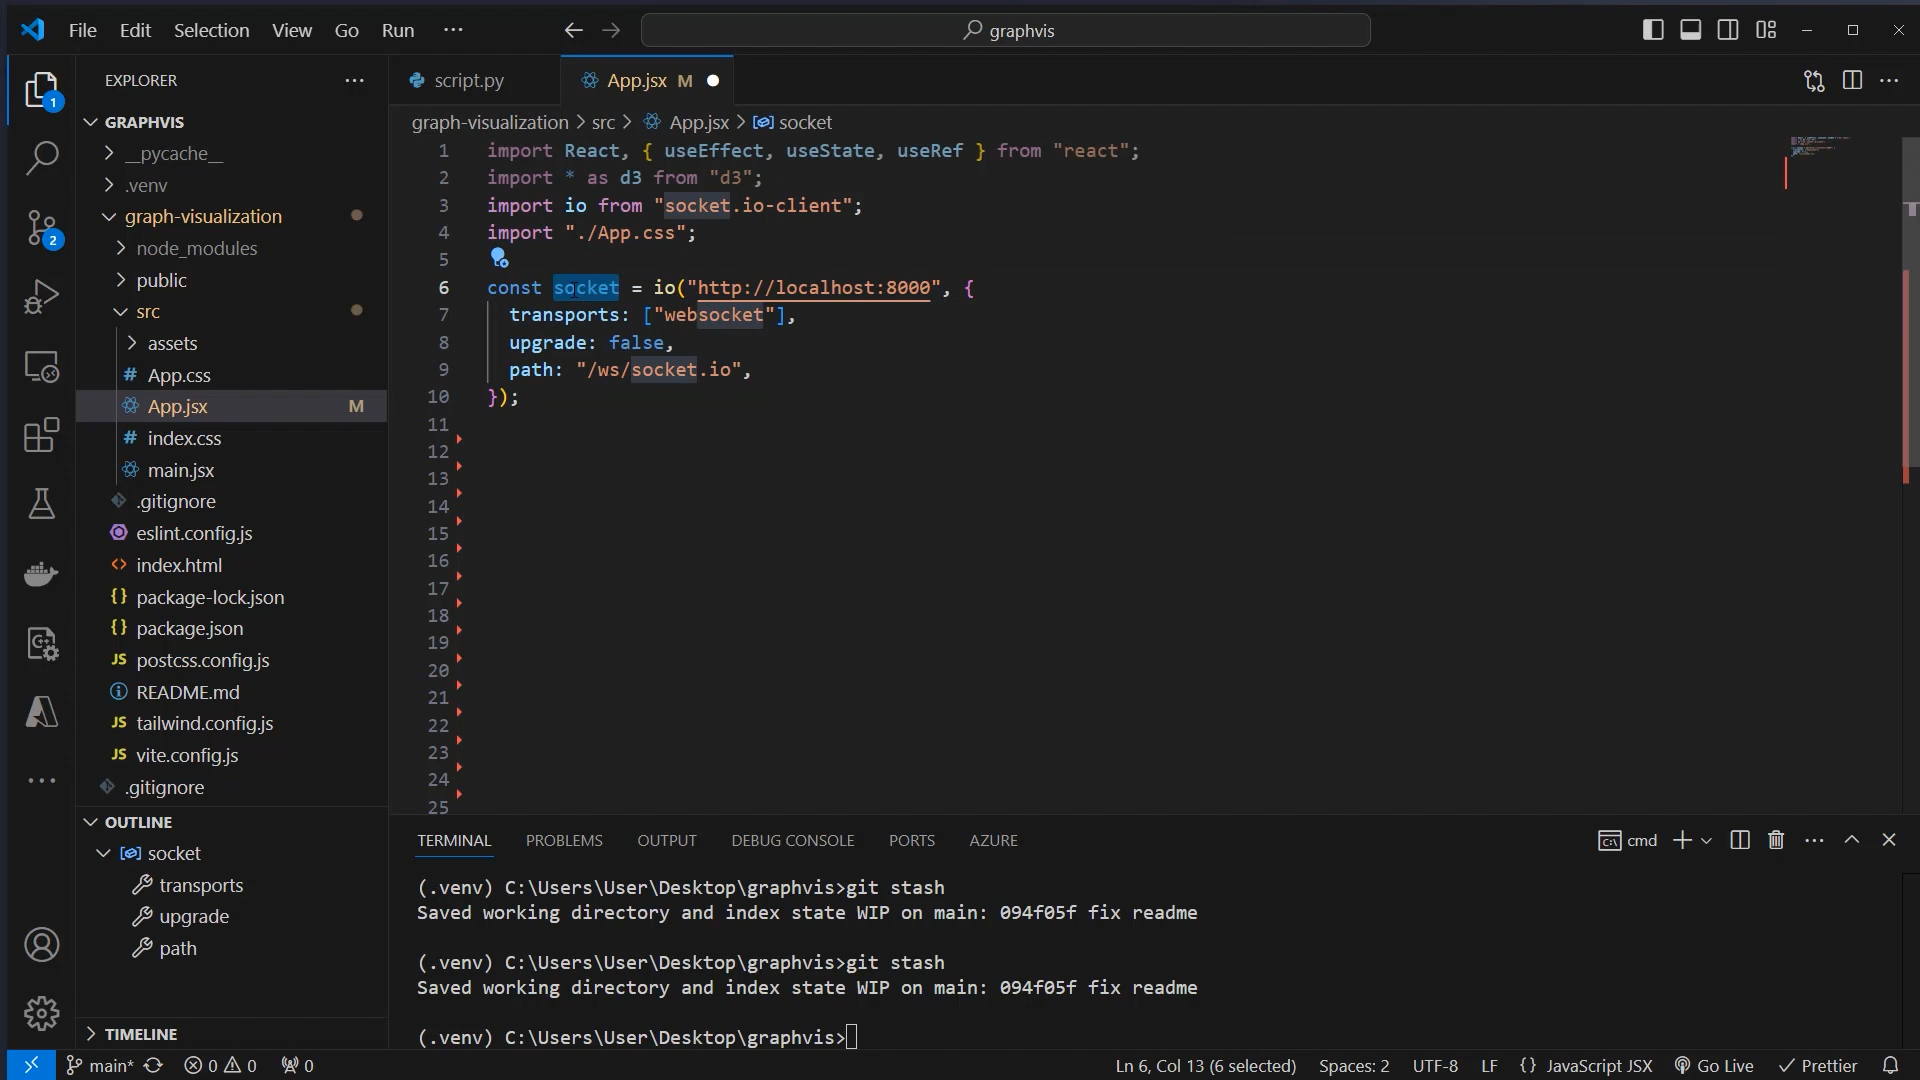 File Edit Selection View Go Run ···
graphvis
EXPLORER ···
GRAPHVIS
__pycache__
.venv
graph-visualization
node_modules
public
src
assets
# App.css
App.jsx M
# index.css
main.jsx
.gitignore
eslint.config.js
<> index.html
{} package-lock.json
{} package.json
JS postcss.config.js
README.md
JS tailwind.config.js
JS vite.config.js
.gitignore
OUTLINE
socket
transports
upgrade
path
TIMELINE
1
2
script.py
App.jsx M
graph-visualization > src > App.jsx > socket
1 import React, { useEffect, useState, useRef } from "react";
2 import * as d3 from "d3";
3 import io from "socket.io-client";
4 import "./App.css";
5
6 const socket = io("http://localhost:8000", {
7 transports: ["websocket"],
8 upgrade: false,
9 path: "/ws/socket.io",
10 });
11
12
13
14
15
16
17
18
19
20
21
22
23
24
25
TERMINAL PROBLEMS OUTPUT DEBUG CONSOLE PORTS AZURE
cmd
(.venv) C:\Users\User\Desktop\graphvis>git stash
Saved working directory and index state WIP on main: 094f05f fix readme
(.venv) C:\Users\User\Desktop\graphvis>git stash
Saved working directory and index state WIP on main: 094f05f fix readme
(.venv) C:\Users\User\Desktop\graphvis>
main* 0 0 0
Ln 6, Col 13 (6 selected) Spaces: 2 UTF-8 LF {} JavaScript JSX Go Live Prettier